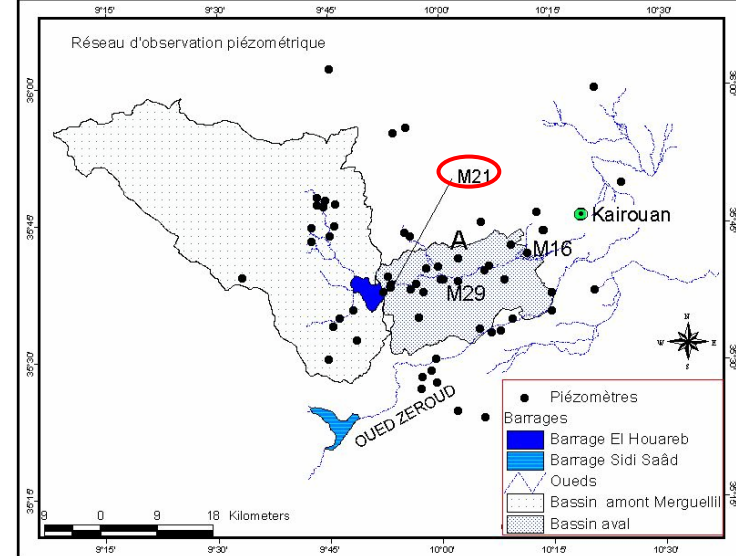 9°15' 9°30' 9°45' 10°00' 10°15' 10°30'
Réseau d'observation piézométrique
36°00' 36°00'
M21
Kairouan
35°45' 35°45'
A
M16
M29
N
W E
S
35°30' 35°30'
OUED ZEROUD
Piézomètres
Barrages
Barrage El Houareb
Barrage Sidi Saâd
Oueds
Bassin amont Merguellil
Bassin aval
35°15' 35°15'
9 0 9 18 Kilometers
9°15' 9°30' 9°45' 10°00' 10°15' 10°30'